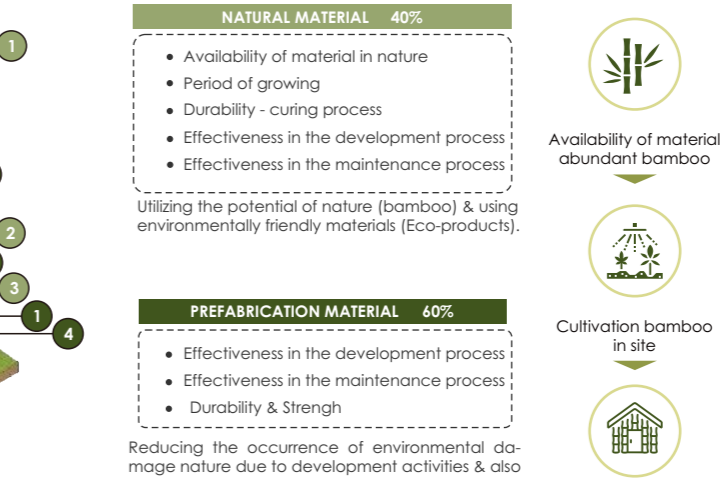 1
2
3
1
4
NATURAL MATERIAL 40%
• Availability of material in nature
• Period of growing
• Durability - curing process
• Effectiveness in the development process
• Effectiveness in the maintenance process
Utilizing the potential of nature (bamboo) & using
environmentally friendly materials (Eco-products).
PREFABRICATION MATERIAL 60%
• Effectiveness in the development process
• Effectiveness in the maintenance process
• Durability & Strengh
Reducing the occurrence of environmental da-
mage nature due to development activities & also
Availability of material
abundant bamboo
Cultivation bamboo
in site